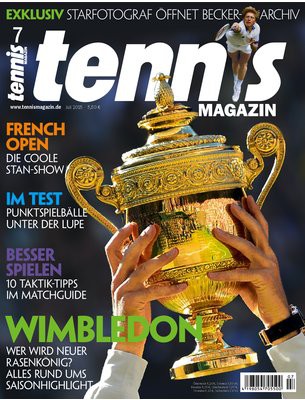 EXKLUSIV STARFOTOGRAF ÖFFNET BECKER-ARCHIV
7
tennis
tennis
MAGAZIN
www.tennismagazin.de
FRENCH
OPEN
DIE COOLE
STAN-SHOW
IM TEST
PUNKTSPIELBÄLLE
UNTER DER LUPE
BESSER
SPIELEN
10 TAKTIK-TIPPS
IM MATCHGUIDE
WIMBLEDON
WER WIRD NEUER
RASENKÖNIG?
ALLES RUND UMS
SAISONHIGHLIGHT